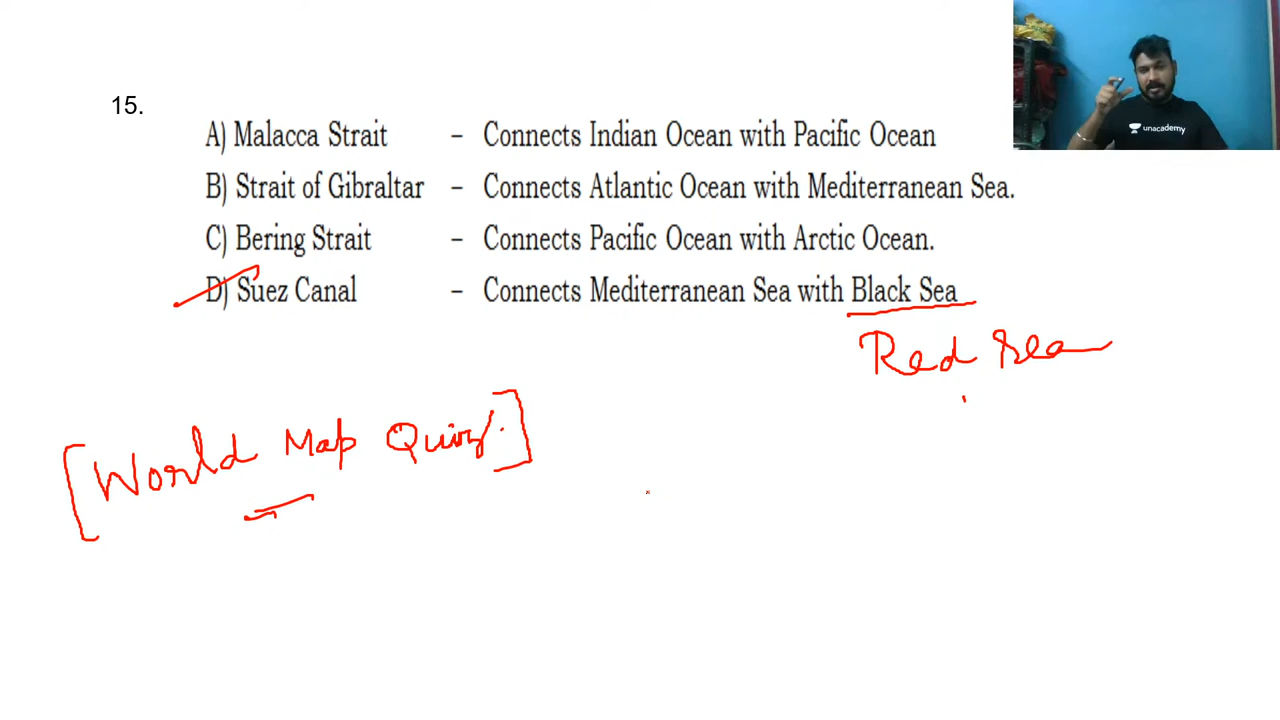 unacademy
15.
A) Malacca Strait – Connects Indian Ocean with Pacific Ocean
B) Strait of Gibraltar – Connects Atlantic Ocean with Mediterranean Sea.
C) Bering Strait – Connects Pacific Ocean with Arctic Ocean.
D) Suez Canal – Connects Mediterranean Sea with Black Sea
Red Sea
[World Map Quiz.]